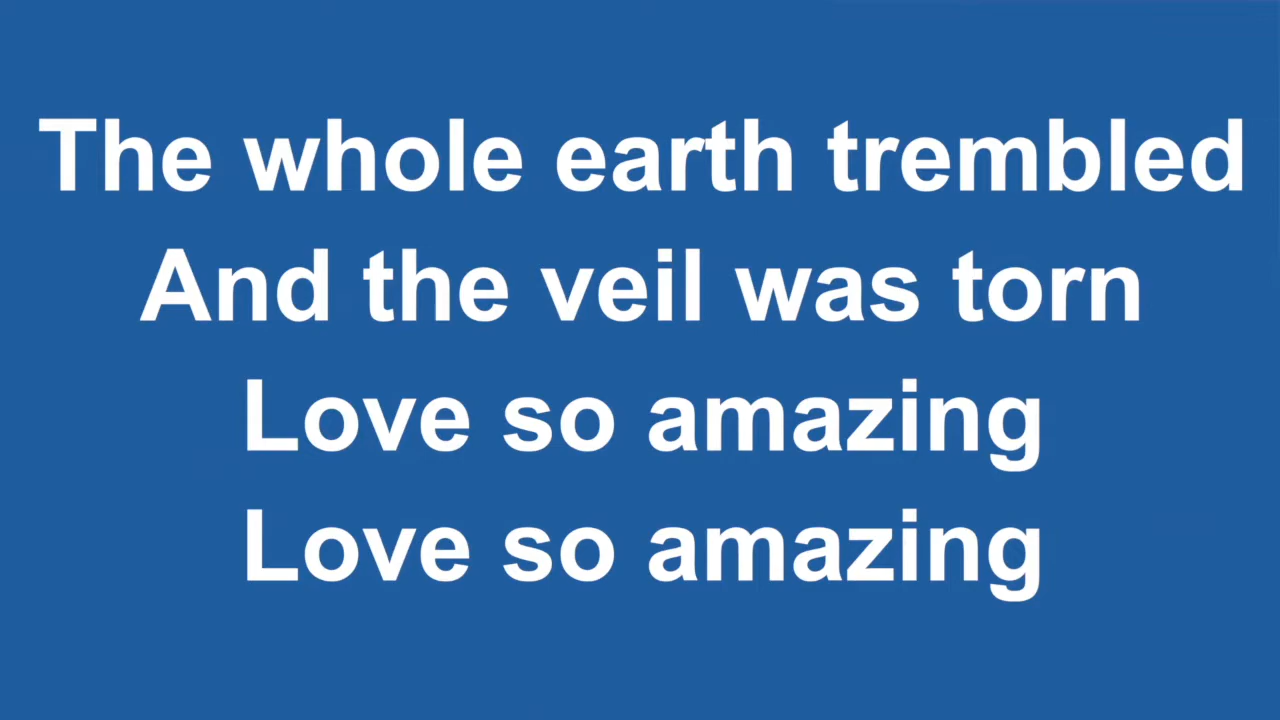 The whole earth trembled
And the veil was torn
Love so amazing
Love so amazing